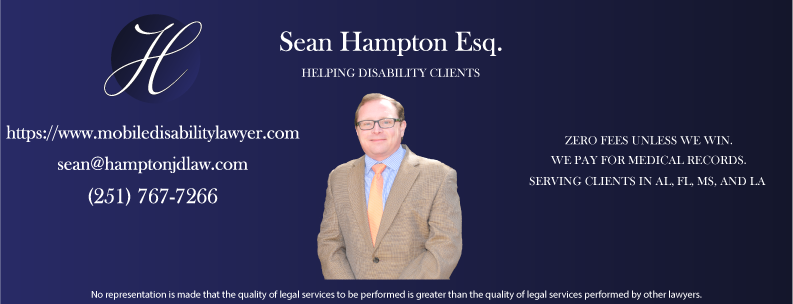 H
Sean Hampton Esq.
HELPING DISABILITY CLIENTS
https://www.mobiledisabilitylawyer.com
sean@hamptonjdlaw.com
(251) 767-7266
ZERO FEES UNLESS WE WIN.
WE PAY FOR MEDICAL RECORDS.
SERVING CLIENTS IN AL, FL, MS, AND LA
No representation is made that the quality of legal services to be performed is greater than the quality of legal services performed by other lawyers.